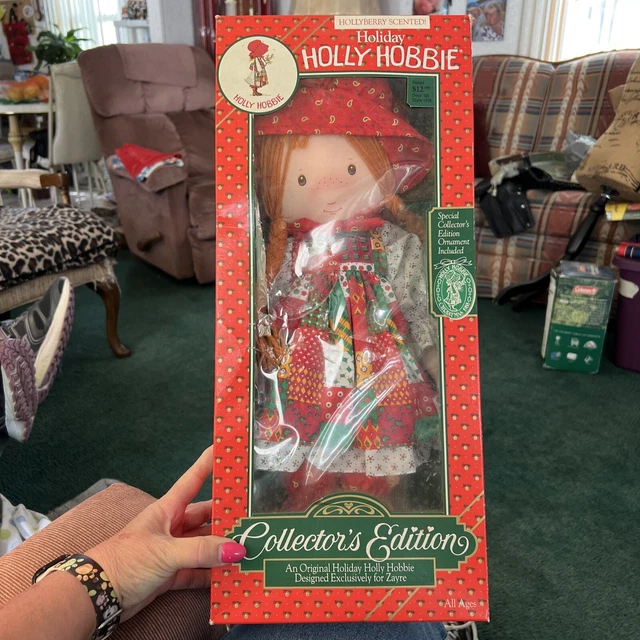 HOLLYBERRY SCENTED!
Holiday
HOLLY HOBBIE
HOLLY HOBBIE
$12
Special
Collector's
Edition
Ornament
Included
Collector's Edition
An Original Holiday Holly Hobbie
Designed Exclusively for Zayre
All Ages
Coleman